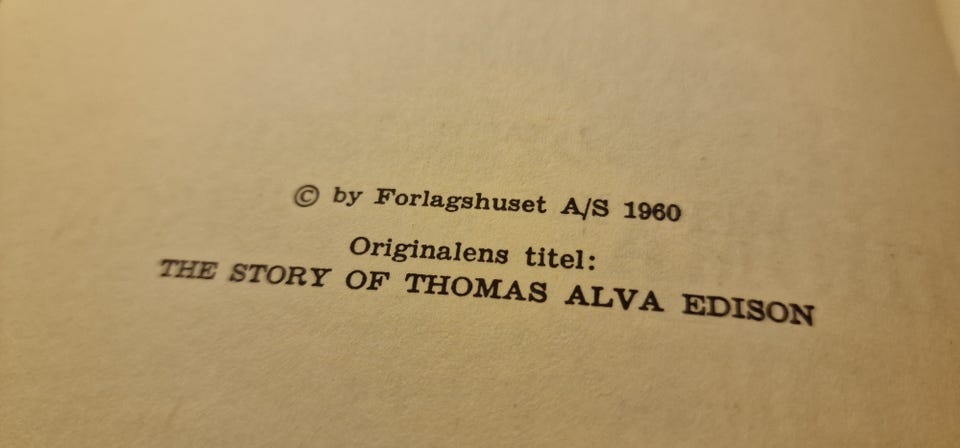 © by Forlagshuset A/S 1960
Originalens titel:
THE STORY OF THOMAS ALVA EDISON